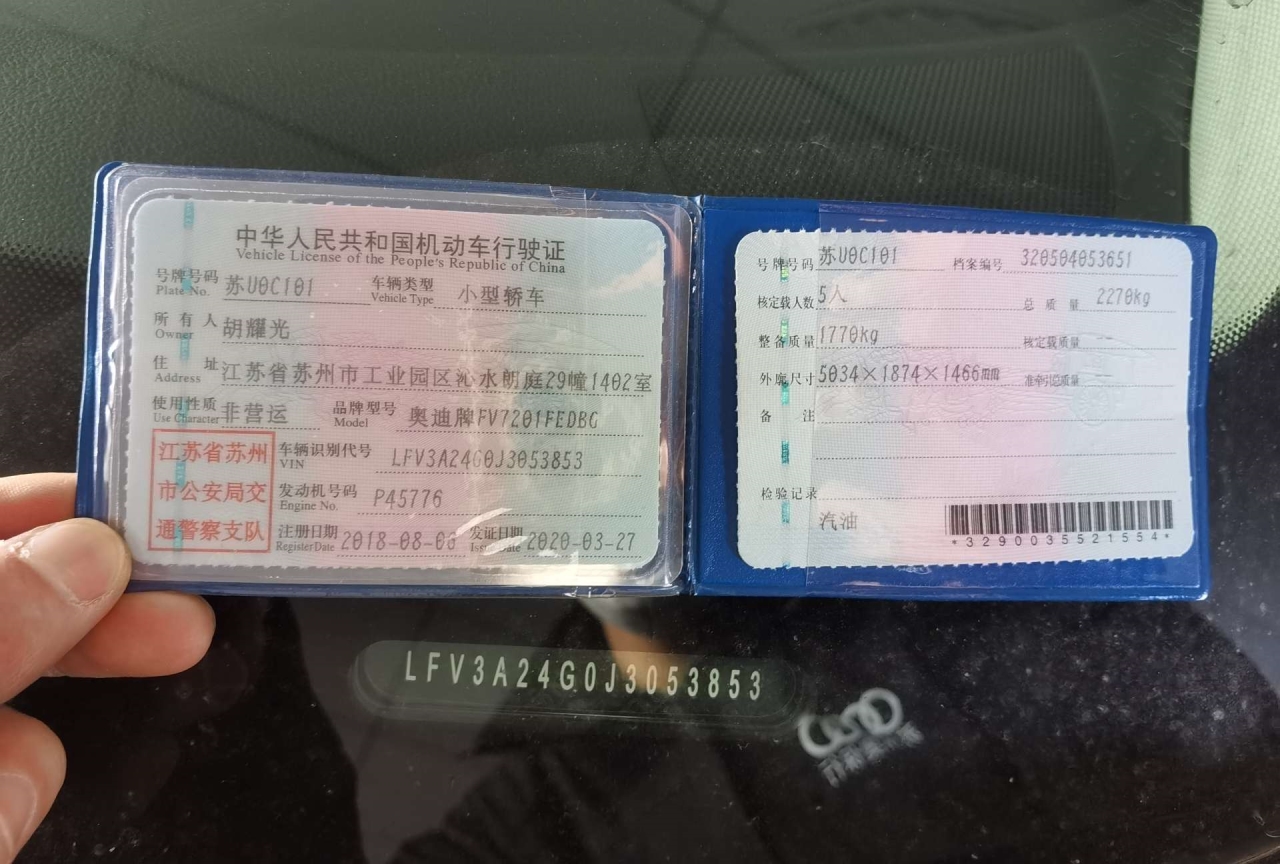 中华人民共和国机动车行驶证
Vehicle License of the People's Republic of China
号牌号码 苏U0C101 车辆类型 小型轿车
Plate No. Vehicle Type
所有人 胡耀光
Owner
住址 江苏省苏州市工业园区沁水朗庭29幢1402室
Address
使用性质 非营运 品牌型号 奥迪牌FV7201FEDBG
Use Character Model
江苏省苏州
市公安局交
通警察支队
车辆识别代号 LFV3A24G0J3053853
VIN
发动机号码 P45776
Engine No.
注册日期 2018-08-08 发证日期 2020-03-27
Register Date Issue Date
号牌号码 苏U0C101 档案编号 320504053651
核定载人数 5人 总质量 2270kg
整备质量 1770kg 核定载质量 --
外廓尺寸 5034×1874×1466mm 准牵引总质量 --
备注
检验记录
汽油
*3290035521554*
LFV3A24G0J3053853